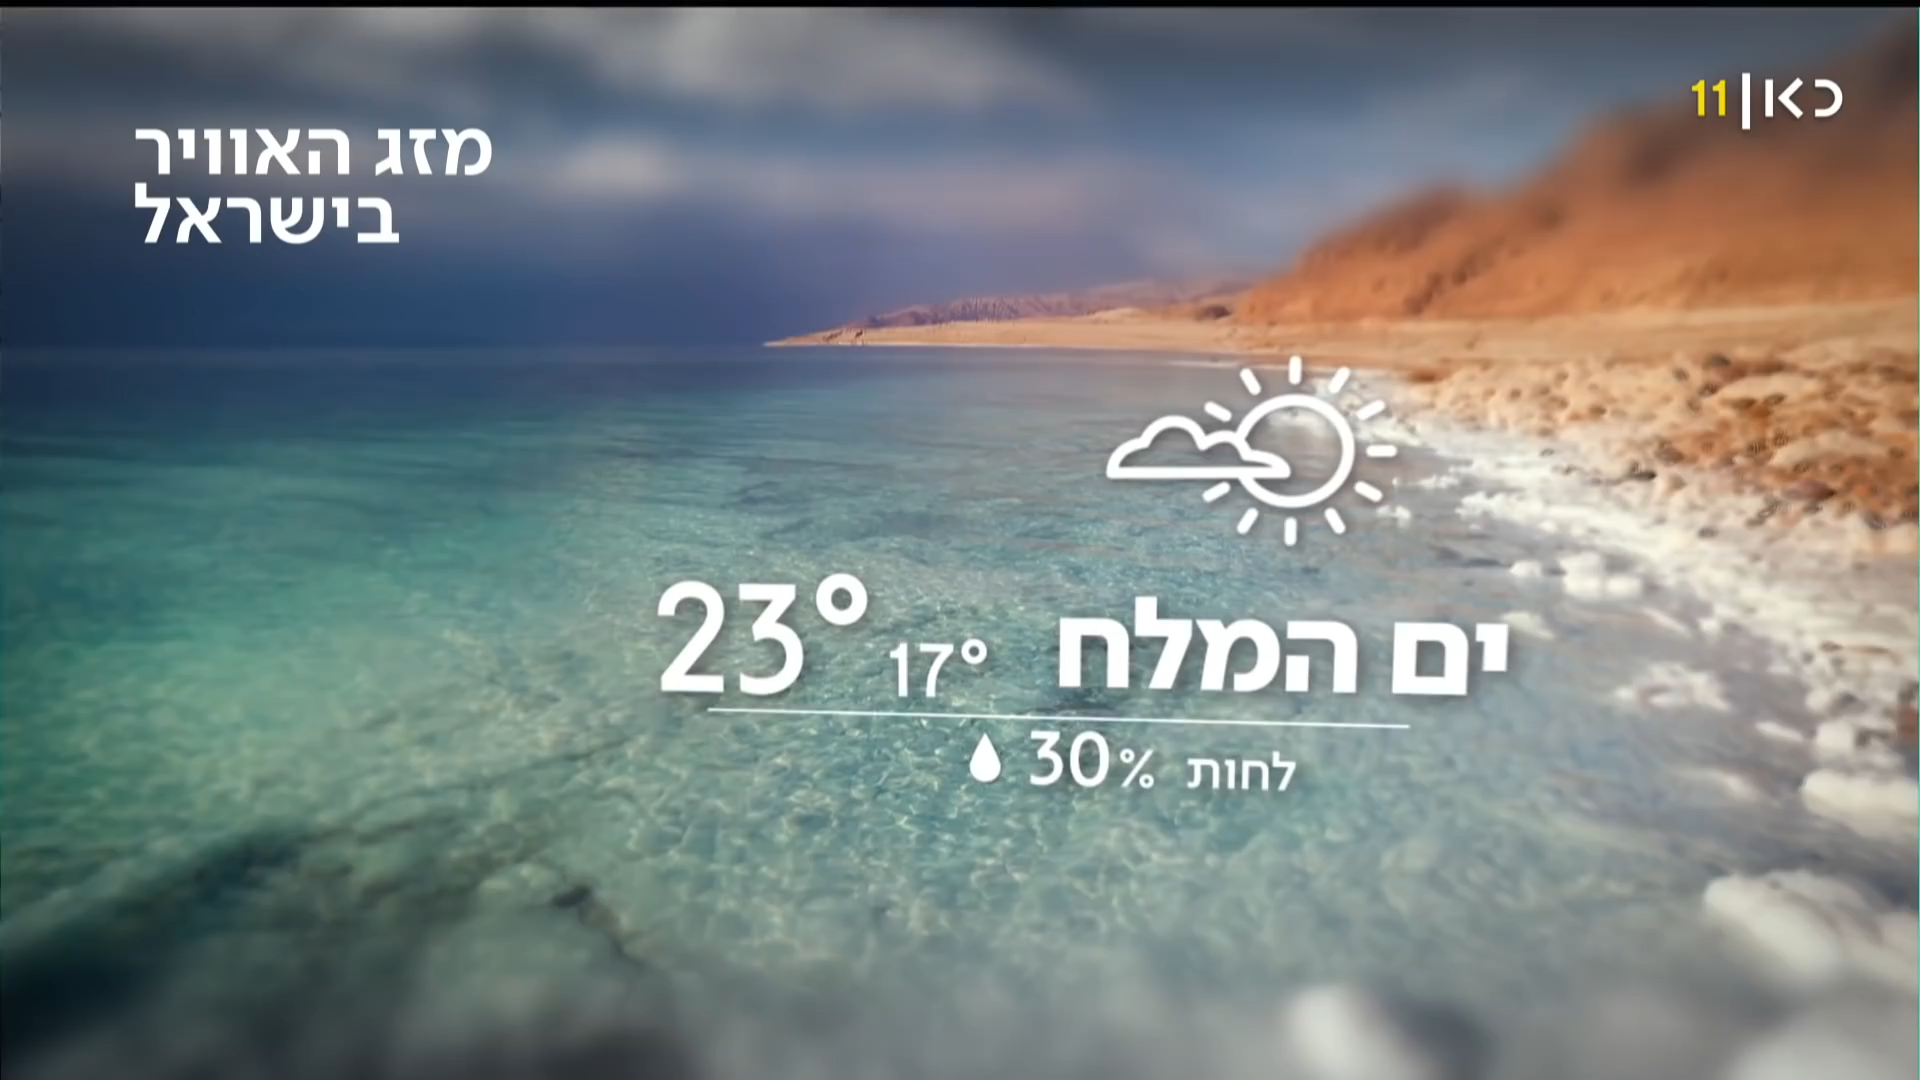 כאן|11
מזג האוויר
בישראל
ים המלח 17° 23°
לחות 30%